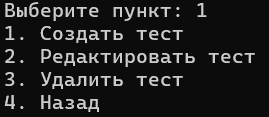 Выберите пункт: 1
1. Создать тест
2. Редактировать тест
3. Удалить тест
4. Назад